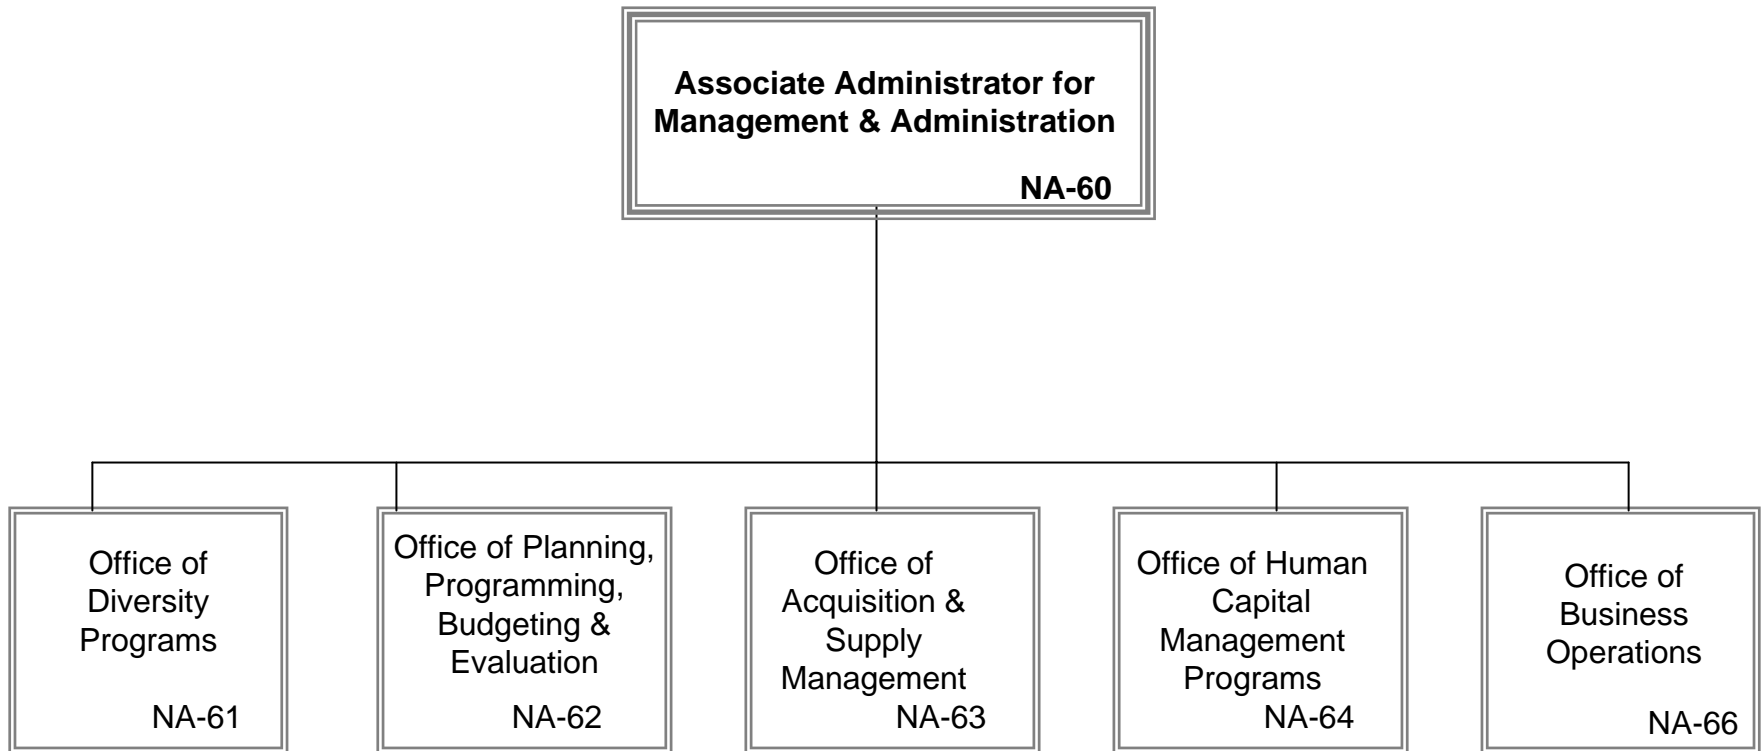 Associate Administrator for
Management & Administration
NA-60
Office of
Diversity
Programs
NA-61
Office of Planning,
Programming,
Budgeting &
Evaluation
NA-62
Office of
Acquisition &
Supply
Management
NA-63
Office of Human
Capital
Management
Programs
NA-64
Office of
Business
Operations
NA-66